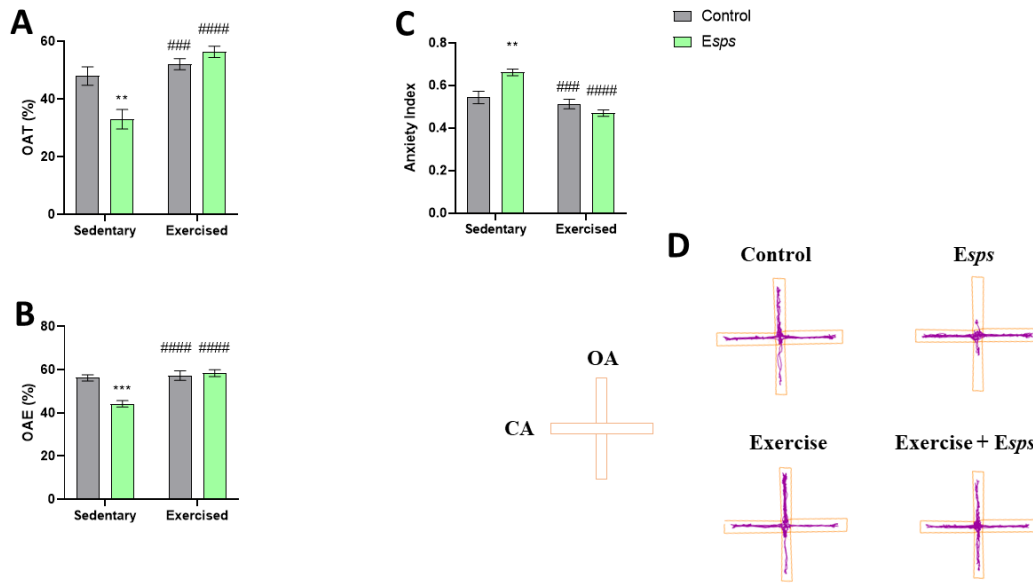 A
OAT (%)
60
40
20
0
**
###
####
Sedentary
Exercised
C
Anxiety Index
0.8
0.6
0.4
0.2
0.0
**
###
####
Sedentary
Exercised
Control
Esps
B
OAE (%)
80
60
40
20
0
***
####
####
Sedentary
Exercised
OA
CA
D
Control
Esps
Exercise
Exercise + Esps